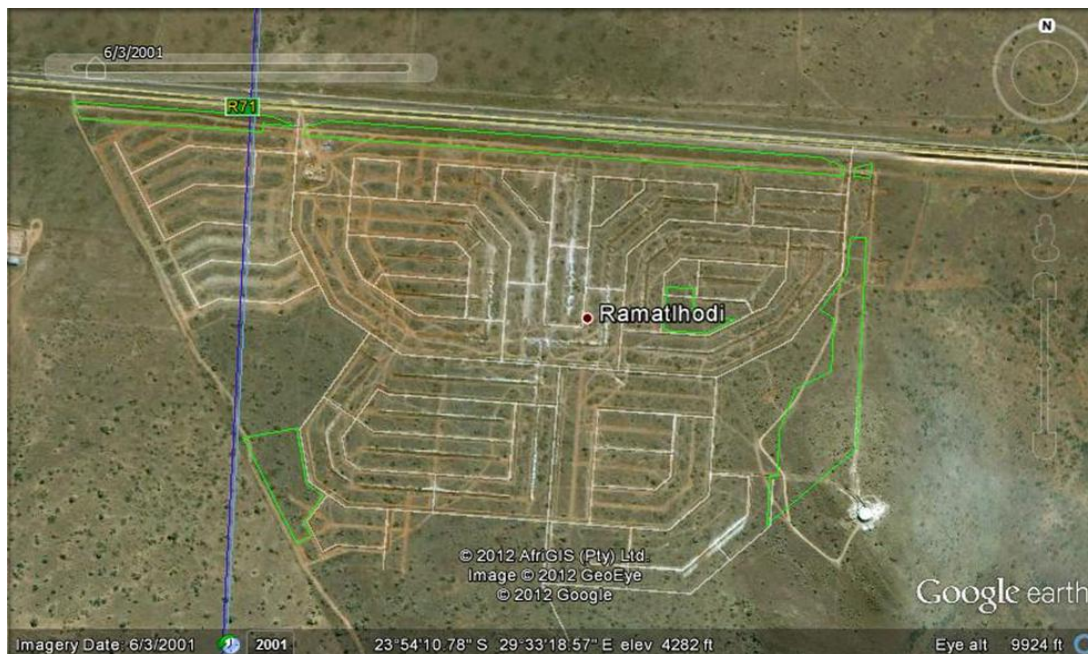 N
6/3/2001
R71
Ramatlhodi
© 2012 AfriGIS (Pty) Ltd.
Image © 2012 GeoEye
© 2012 Google
Google earth
Imagery Date: 6/3/2001
2001
23°54'10.78" S 29°33'18.57" E elev 4282 ft
Eye alt 9924 ft